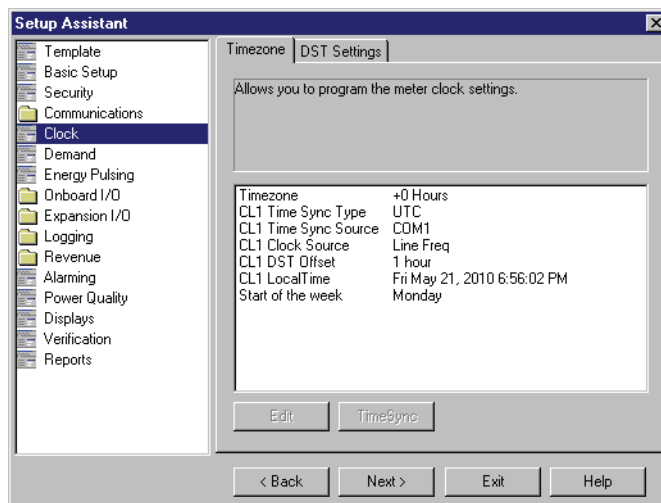 Setup Assistant
Template
Basic Setup
Security
Communications
Clock
Demand
Energy Pulsing
Onboard I/O
Expansion I/O
Logging
Revenue
Alarming
Power Quality
Displays
Verification
Reports
Timezone DST Settings
Allows you to program the meter clock settings.
Timezone +0 Hours
CL1 Time Sync Type UTC
CL1 Time Sync Source COM1
CL1 Clock Source Line Freq
CL1 DST Offset 1 hour
CL1 LocalTime Fri May 21, 2010 6:56:02 PM
Start of the week Monday
Edit TimeSync
< Back Next > Exit Help